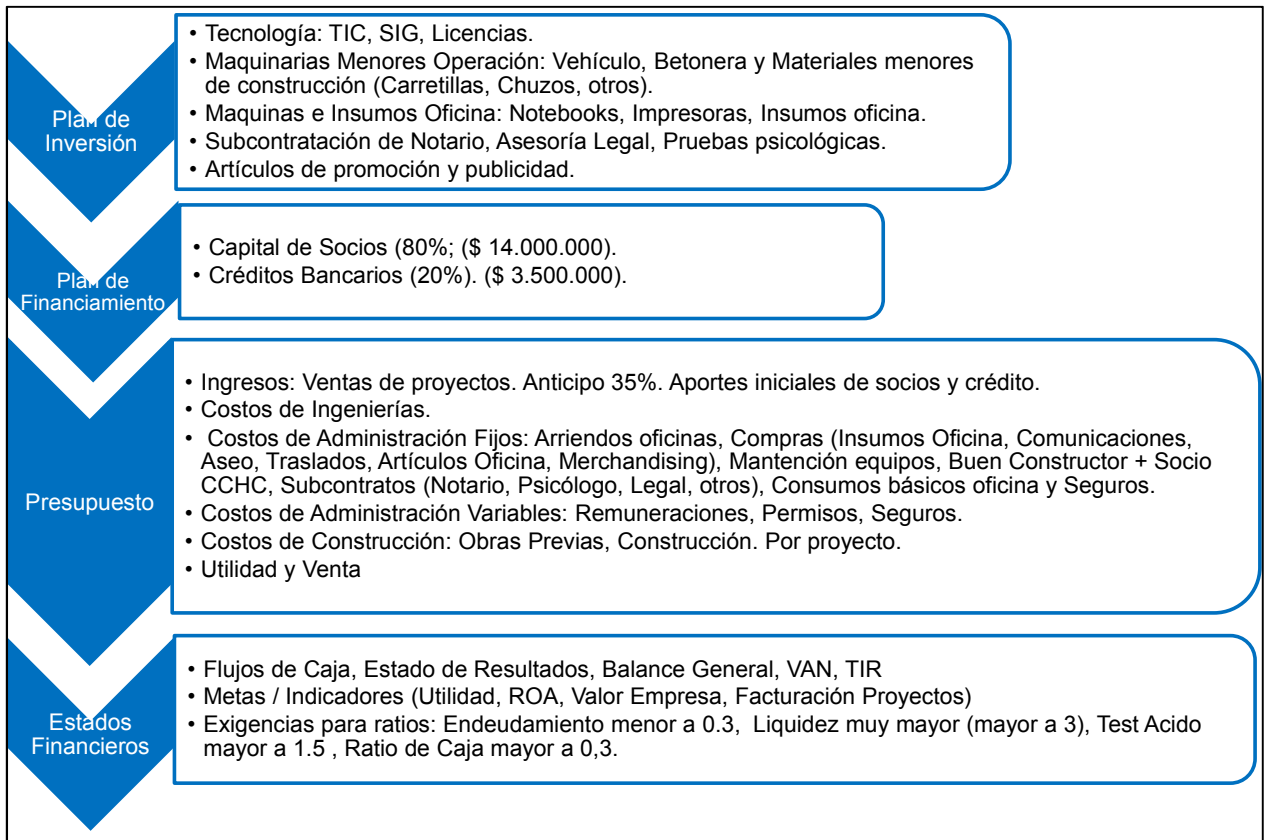 Plan de
Inversión
• Tecnología: TIC, SIG, Licencias.
• Maquinarias Menores Operación: Vehículo, Betonera y Materiales menores
de construcción (Carretillas, Chuzos, otros).
• Maquinas e Insumos Oficina: Notebooks, Impresoras, Insumos oficina.
• Subcontratación de Notario, Asesoría Legal, Pruebas psicológicas.
• Artículos de promoción y publicidad.
Plan de
Financiamiento
• Capital de Socios (80%; ($ 14.000.000).
• Créditos Bancarios (20%). ($ 3.500.000).
Presupuesto
• Ingresos: Ventas de proyectos. Anticipo 35%. Aportes iniciales de socios y crédito.
• Costos de Ingenierías.
• Costos de Administración Fijos: Arriendos oficinas, Compras (Insumos Oficina, Comunicaciones,
Aseo, Traslados, Artículos Oficina, Merchandising), Mantención equipos, Buen Constructor + Socio
CCHC, Subcontratos (Notario, Psicólogo, Legal, otros), Consumos básicos oficina y Seguros.
• Costos de Administración Variables: Remuneraciones, Permisos, Seguros.
• Costos de Construcción: Obras Previas, Construcción. Por proyecto.
• Utilidad y Venta
Estados
Financieros
• Flujos de Caja, Estado de Resultados, Balance General, VAN, TIR
• Metas / Indicadores (Utilidad, ROA, Valor Empresa, Facturación Proyectos)
• Exigencias para ratios: Endeudamiento menor a 0.3, Liquidez muy mayor (mayor a 3), Test Acido
mayor a 1.5 , Ratio de Caja mayor a 0,3.